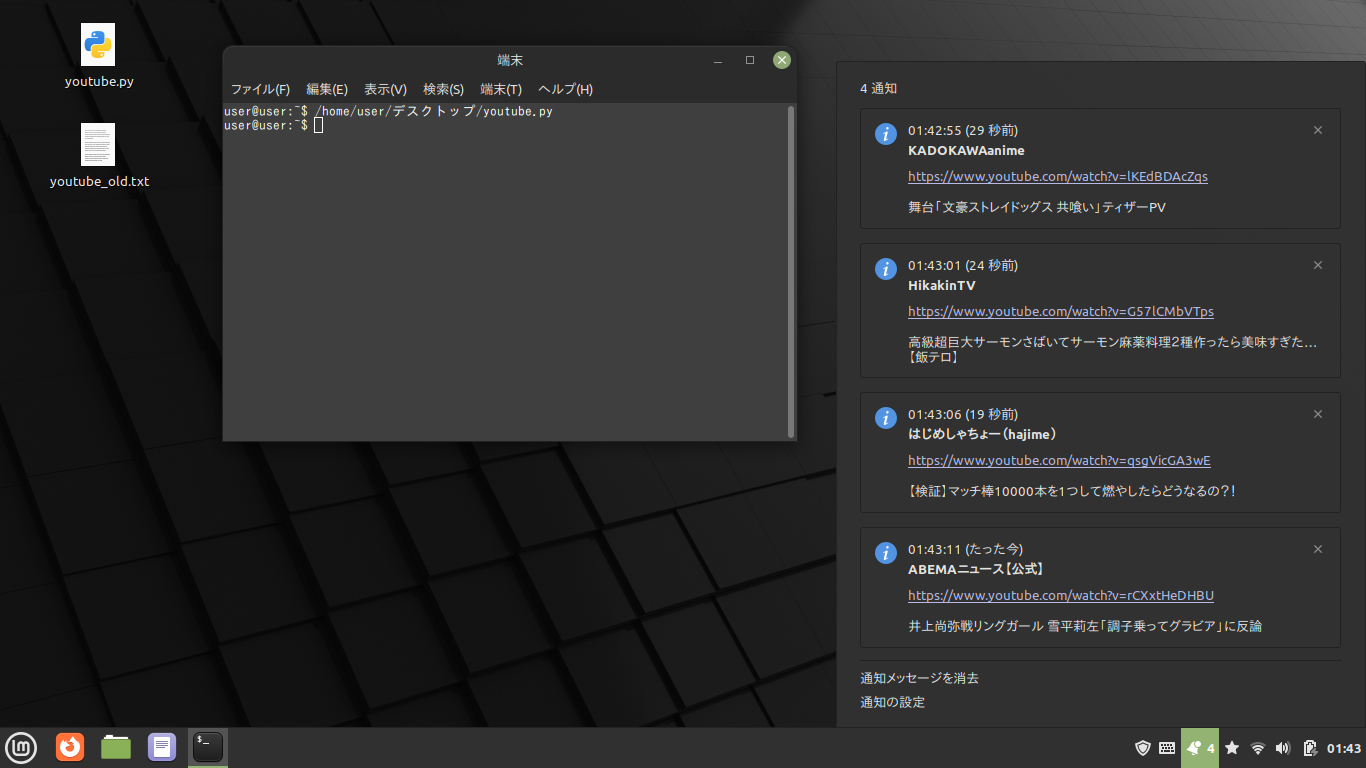 youtube.py
youtube_old.txt
端末
ファイル(F) 編集(E) 表示(V) 検索(S) 端末(T) ヘルプ(H)
user@user:~$ /home/user/デスクトップ/youtube.py
user@user:~$
4 通知
01:42:55 (29 秒前)
KADOKAWAanime
https://www.youtube.com/watch?v=lKEdBDAcZqs
舞台「文豪ストレイドッグス 共喰い」ティザーPV
01:43:01 (24 秒前)
HikakinTV
https://www.youtube.com/watch?v=G57lCMbVTps
高級超巨大サーモンさばいてサーモン麻薬料理2種作ったら美味すぎた...
【飯テロ】
01:43:06 (19 秒前)
はじめしゃちょー（hajime）
https://www.youtube.com/watch?v=qsgVicGA3wE
【検証】マッチ棒10000本を1つして燃やしたらどうなるの?!
01:43:11 (たった今)
ABEMAニュース【公式】
https://www.youtube.com/watch?v=rCXxtHeDHBU
井上尚弥戦リングガール 雪平莉左「調子乗ってグラビア」に反論
通知メッセージを消去
通知の設定
4
01:43